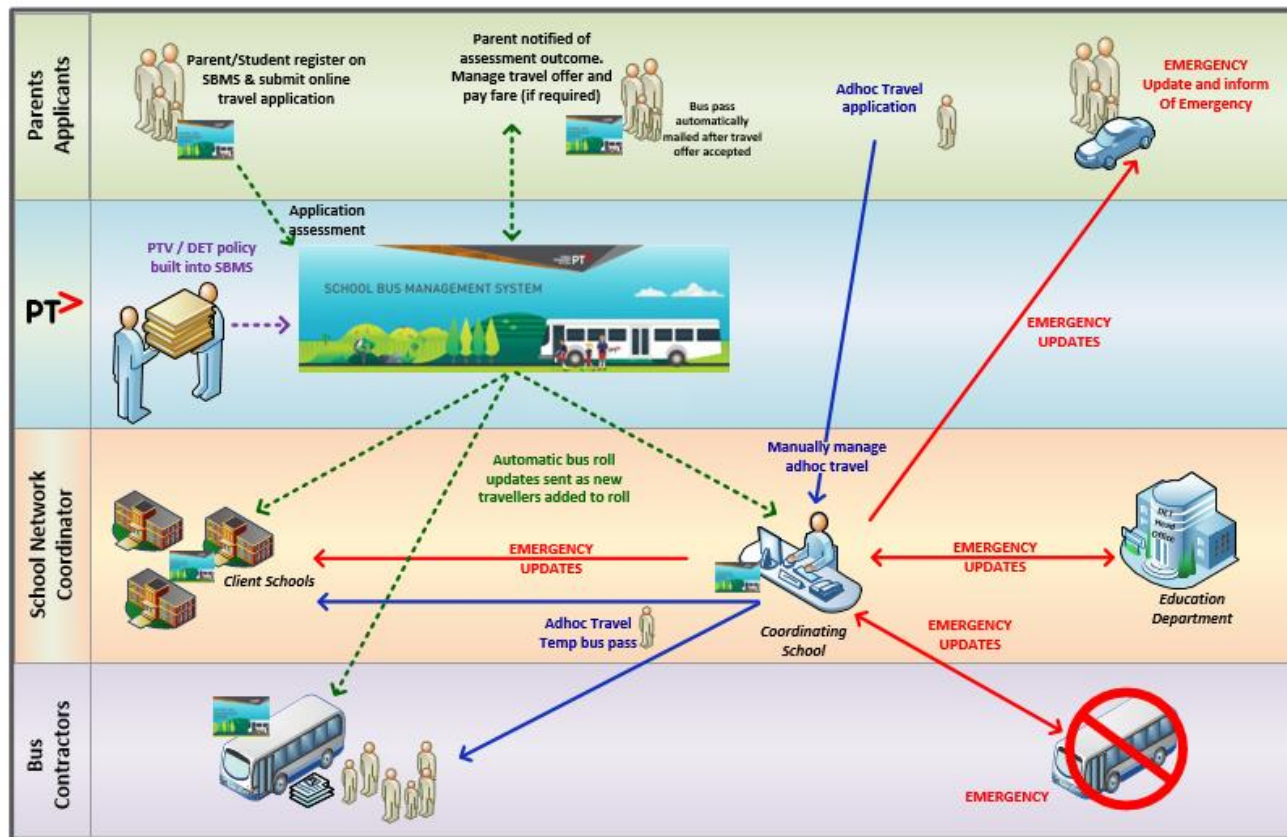 Parents
Applicants
Parent/Student register on
SBMS & submit online
travel application
Parent notified of
assessment outcome.
Manage travel offer and
pay fare (if required)
Bus pass
automatically
mailed after travel
offer accepted
Adhoc Travel
application
EMERGENCY
Update and inform
Of Emergency
PT>
PTV / DET policy
built into SBMS
Application
assessment
PT>
SCHOOL BUS MANAGEMENT SYSTEM
EMERGENCY
UPDATES
School Network
Coordinator
Client Schools
Automatic bus roll
updates sent as new
travellers added to roll
Manually manage
adhoc travel
EMERGENCY
UPDATES
Adhoc Travel
Temp bus pass
Coordinating
School
EMERGENCY
UPDATES
EMERGENCY
UPDATES
DET
Head
Office
Education
Department
Bus
Contractors
EMERGENCY